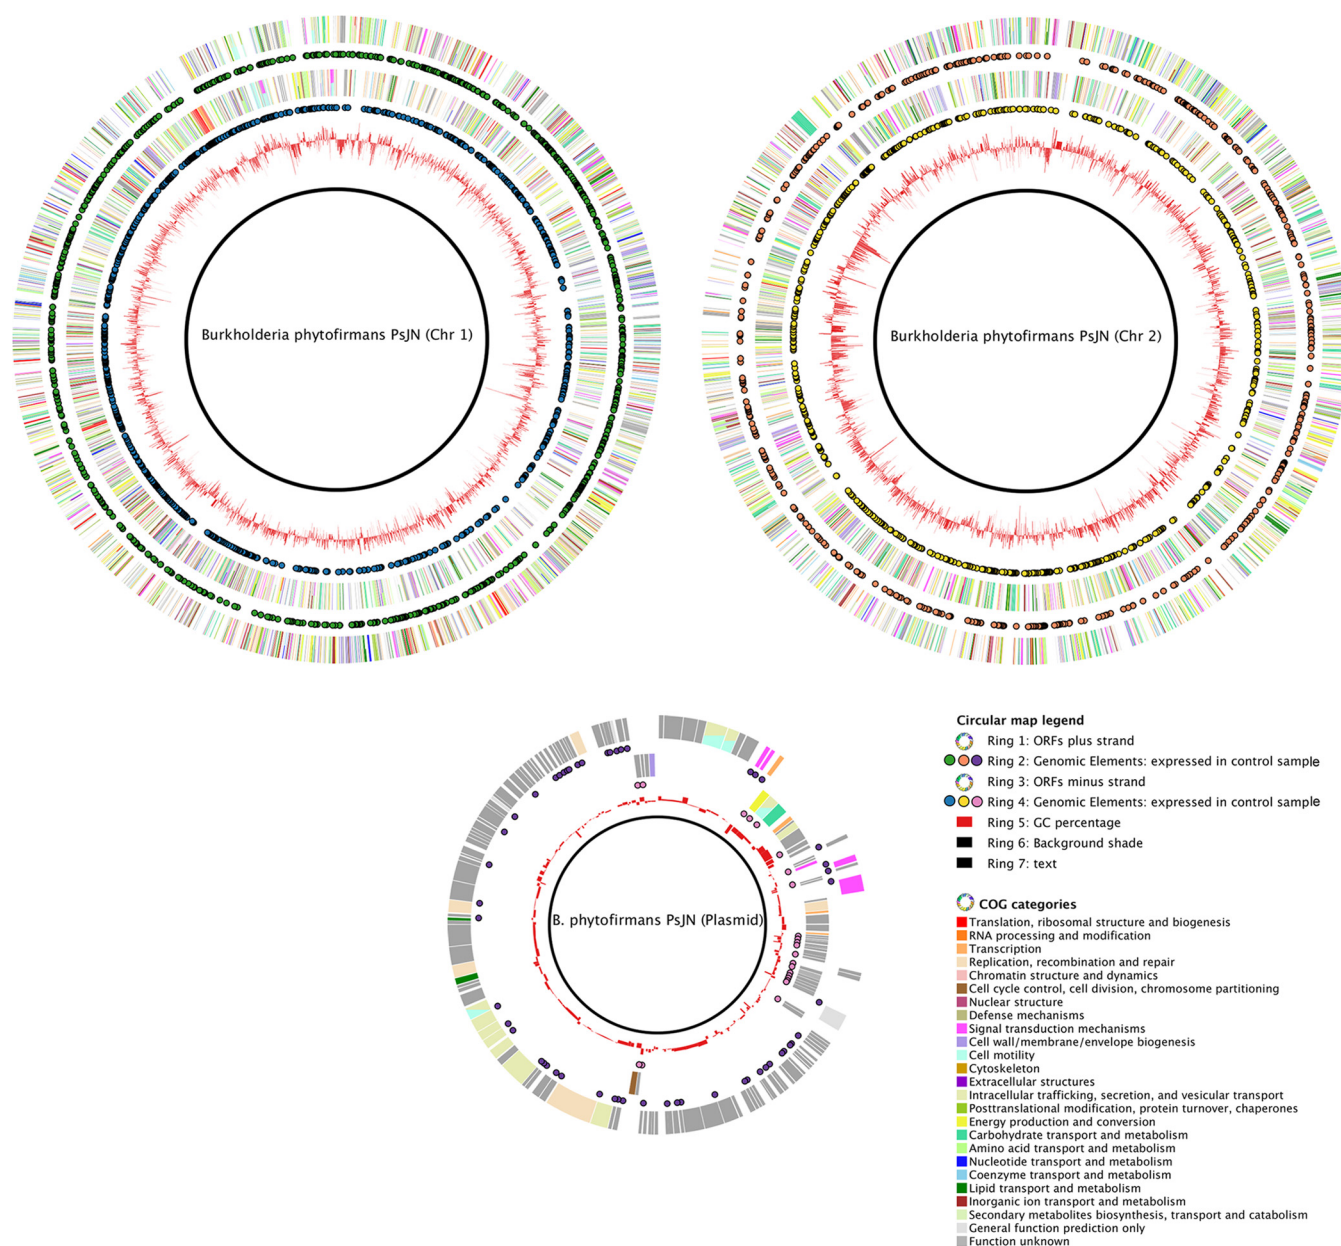 Burkholderia phytofirmans PsJN (Chr 1)
Burkholderia phytofirmans PsJN (Chr 2)
B. phytofirmans PsJN (Plasmid)
Circular map legend
Ring 1: ORFs plus strand
Ring 2: Genomic Elements: expressed in control sample
Ring 3: ORFs minus strand
Ring 4: Genomic Elements: expressed in control sample
Ring 5: GC percentage
Ring 6: Background shade
Ring 7: text
COG categories
Translation, ribosomal structure and biogenesis
RNA processing and modification
Transcription
Replication, recombination and repair
Chromatin structure and dynamics
Cell cycle control, cell division, chromosome partitioning
Nuclear structure
Defense mechanisms
Signal transduction mechanisms
Cell wall/membrane/envelope biogenesis
Cell motility
Cytoskeleton
Extracellular structures
Intracellular trafficking, secretion, and vesicular transport
Posttranslational modification, protein turnover, chaperones
Energy production and conversion
Carbohydrate transport and metabolism
Amino acid transport and metabolism
Nucleotide transport and metabolism
Coenzyme transport and metabolism
Lipid transport and metabolism
Inorganic ion transport and metabolism
Secondary metabolites biosynthesis, transport and catabolism
General function prediction only
Function unknown